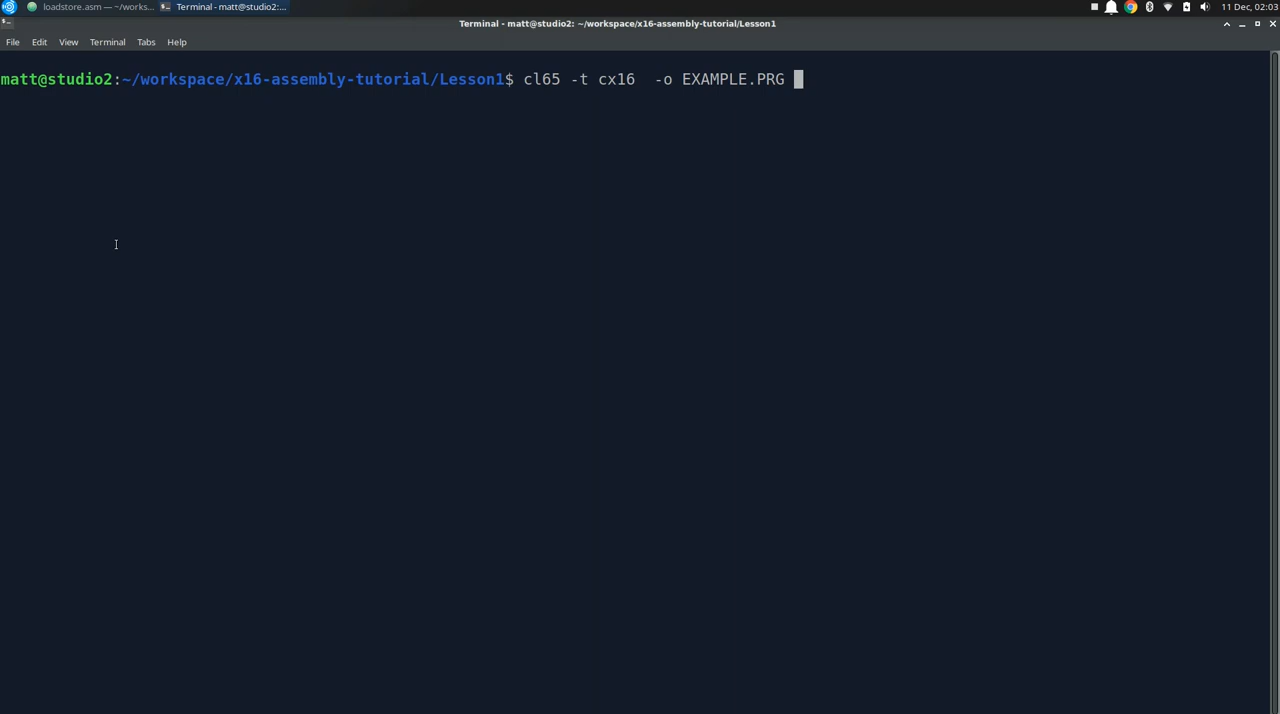 loadstore.asm — ~/works... Terminal - matt@studio2:... 11 Dec, 02:03
Terminal - matt@studio2: ~/workspace/x16-assembly-tutorial/Lesson1
File Edit View Terminal Tabs Help
matt@studio2:~/workspace/x16-assembly-tutorial/Lesson1$ cl65 -t cx16  -o EXAMPLE.PRG